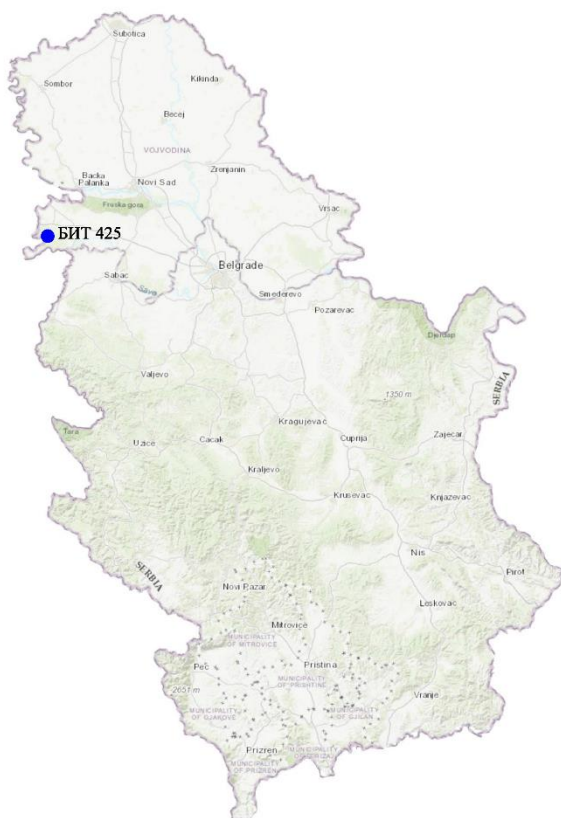 Subotica
Sombor
Kikinda
Becej
VOJVODINA
Backa
Palanka
Novi Sad
Zrenjanin
Fruska gora
Vrsac
БИТ 425
Belgrade
Sabac
Sava
Smederevo
Pozarevac
Djerdap
Valjevo
1350 m
SERBIA
Tara
Uzice
Cacak
Kragujevac
Cuprija
Zajecar
Kraljevo
Krusevac
Knjazevac
Nis
Pirot
SERBIA
Novi Pazar
Leskovac
Mitrovice
MUNICIPALITY
OF MITROVICE
Pristina
Peć
MUNICIPALITY
OF PRISHTINE
2651 m
Vranje
MUNICIPALITY
OF GJAKOVE
MUNICIPALITY
OF GJILAN
Prizren
MUNICIPALITY
OF PRIZREN